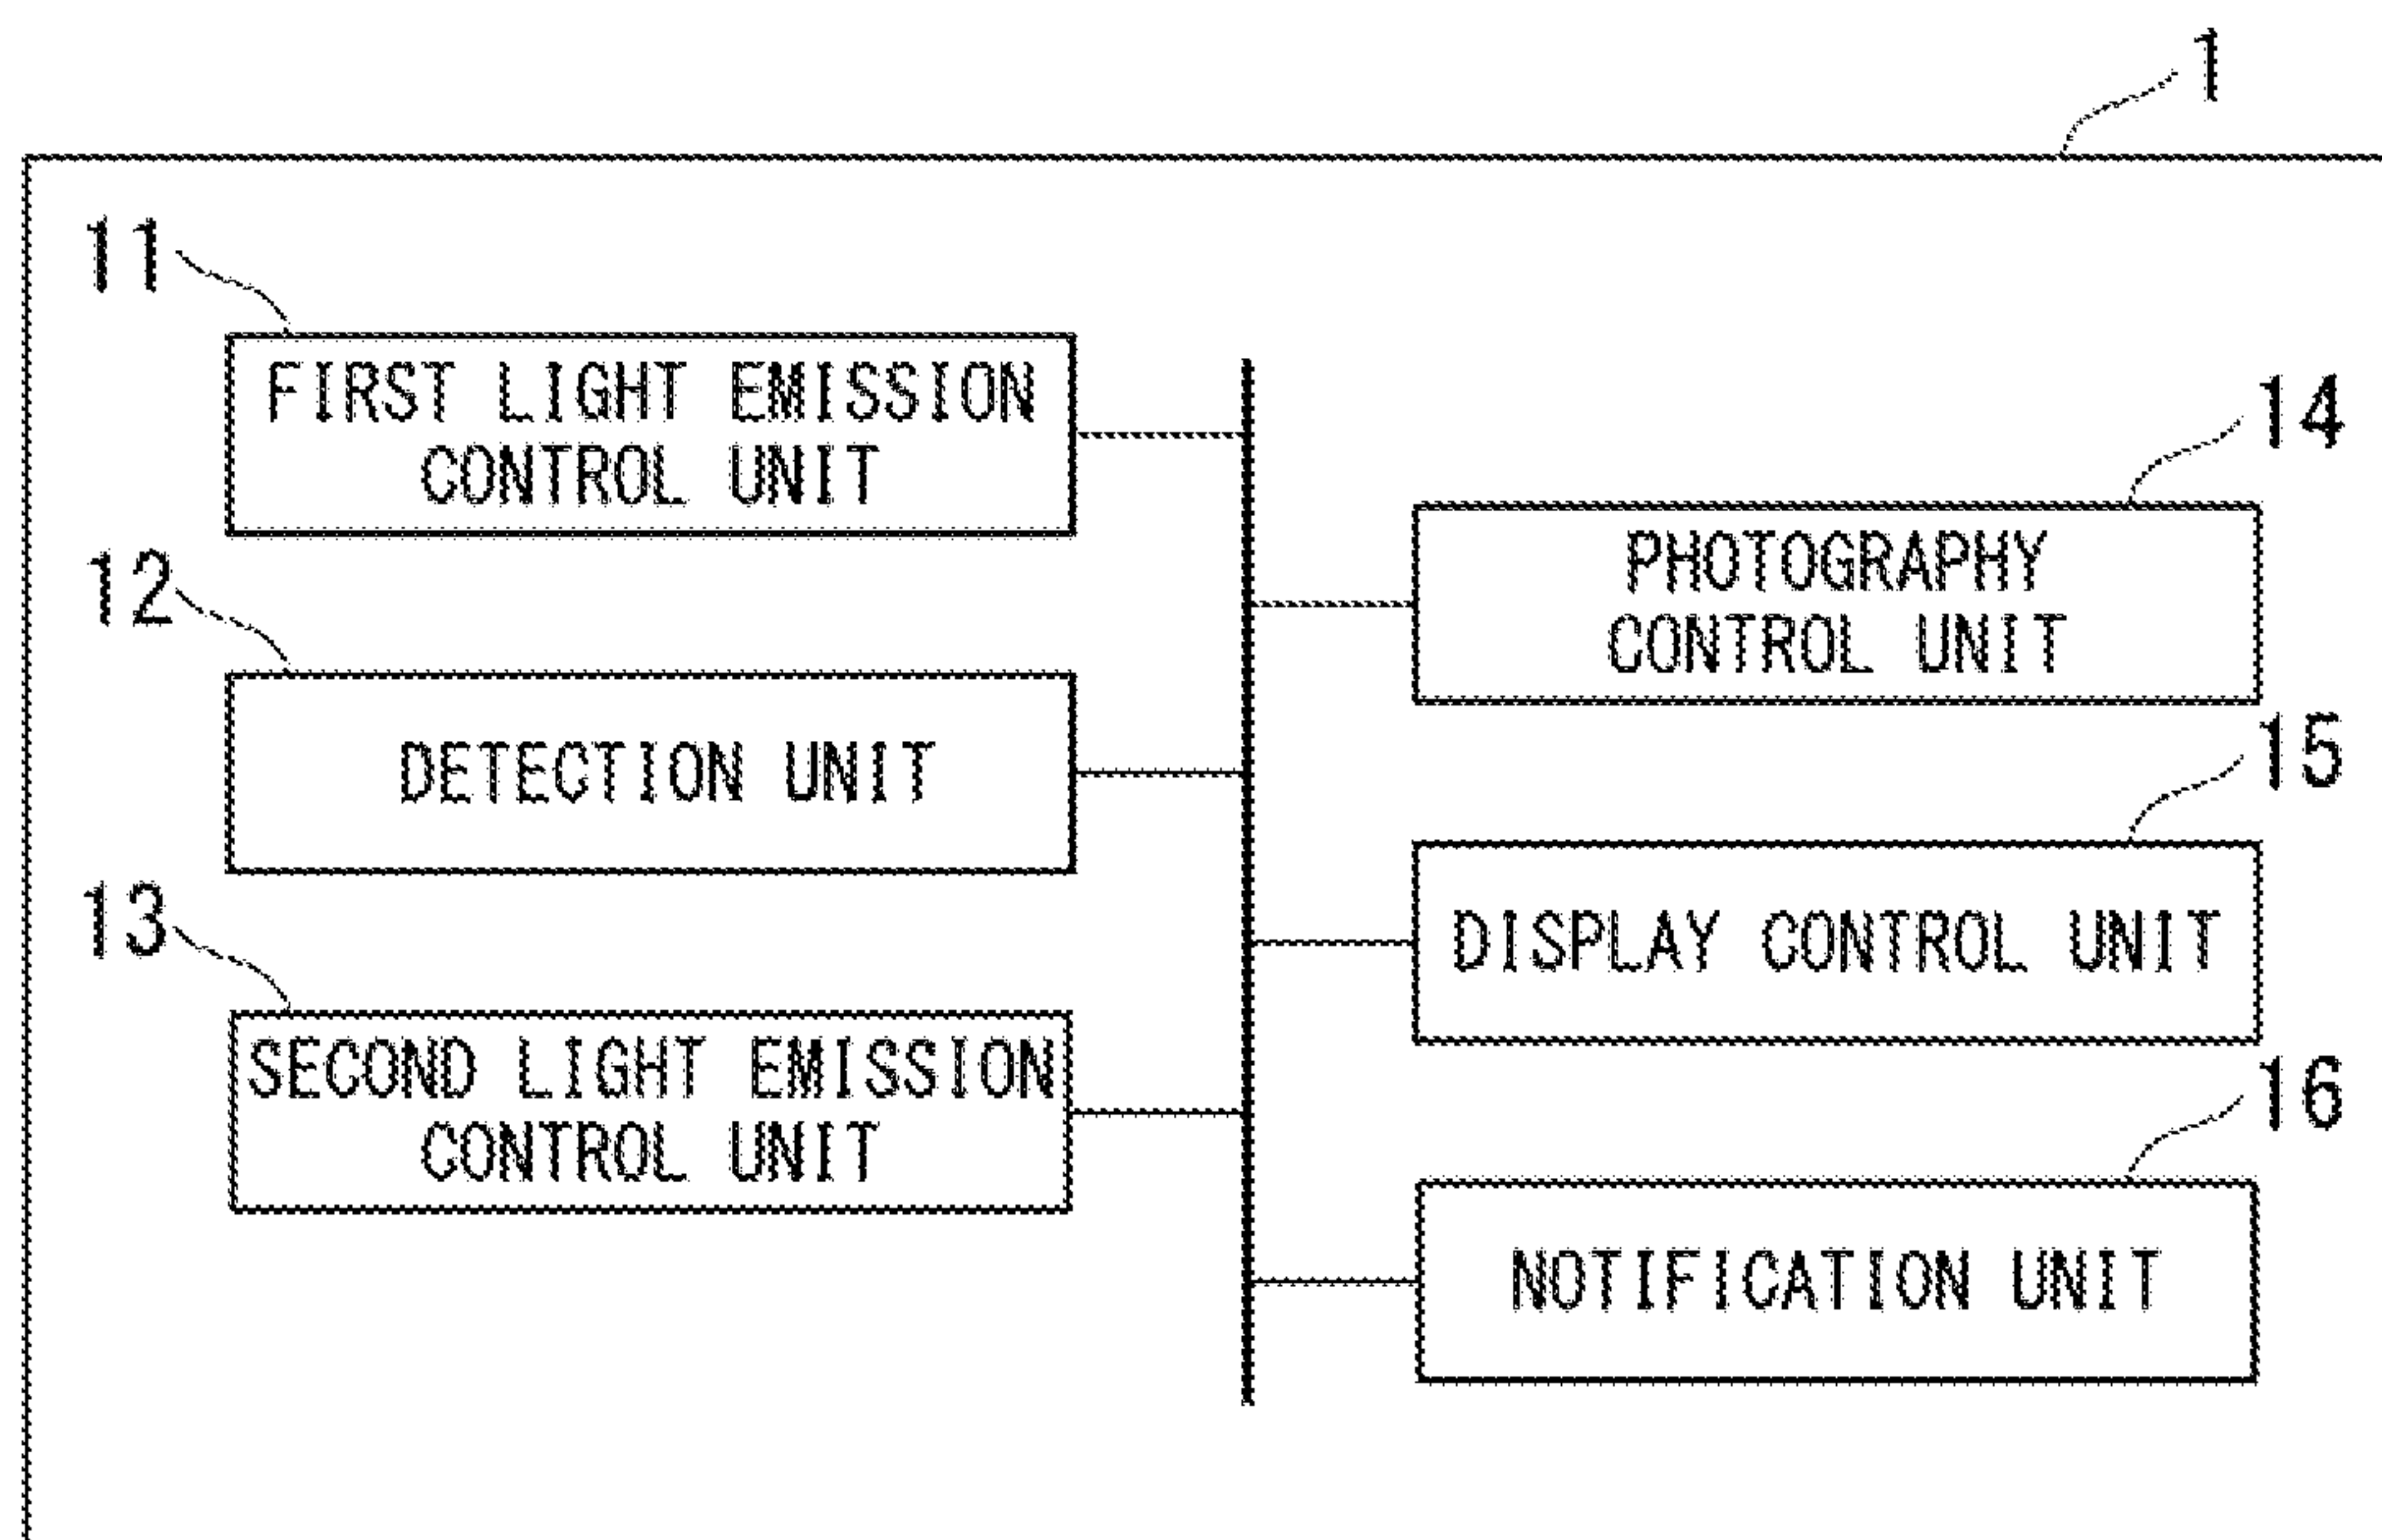 1
11
FIRST LIGHT EMISSION
CONTROL UNIT
12
DETECTION UNIT
13
SECOND LIGHT EMISSION
CONTROL UNIT
14
PHOTOGRAPHY
CONTROL UNIT
15
DISPLAY CONTROL UNIT
16
NOTIFICATION UNIT